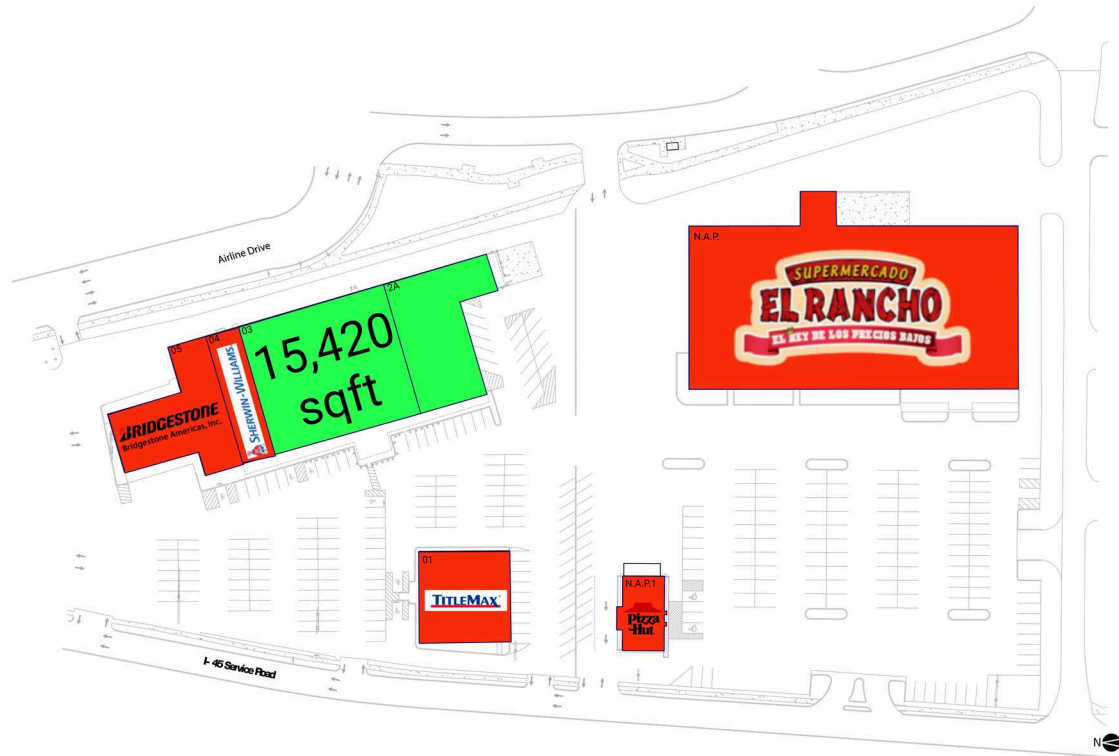 Airline Drive
N.A.P.
SUPERMERCADO
EL RANCHO
EL REY DE LOS PRECIOS BAJOS
2A
03
15,420
sqft
04
SHERWIN-WILLIAMS
05
BRIDGESTONE
Bridgestone Americas, Inc.
01
TITLEMAX
N.A.P.1
Pizza
Hut
I- 45 Service Road
N